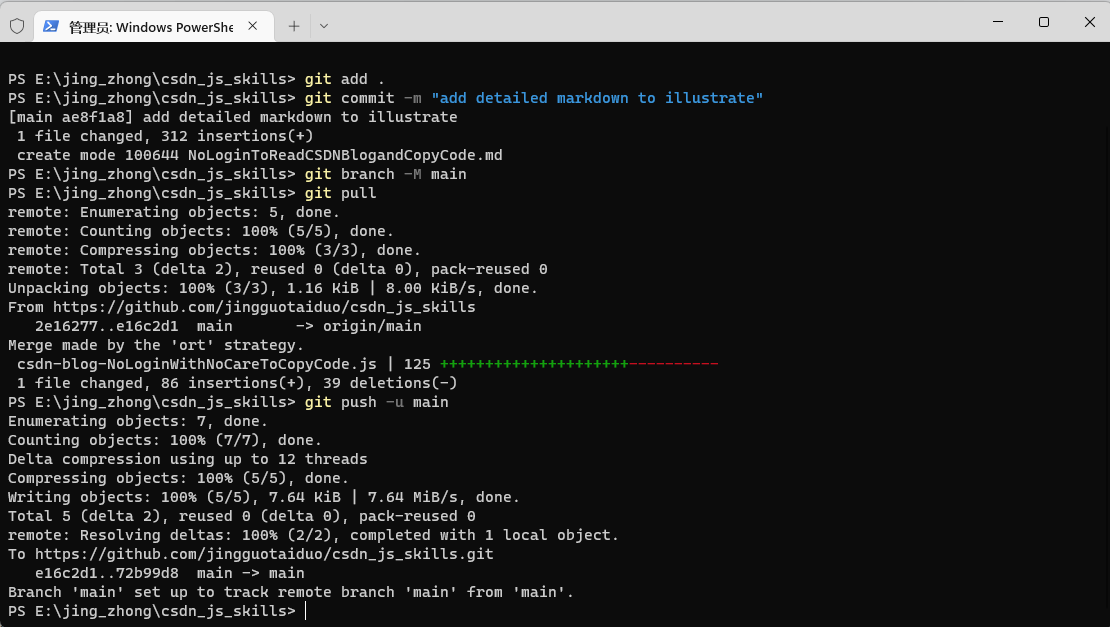 管理员: Windows PowerShe
PS E:\jing_zhong\csdn_js_skills> git add .
PS E:\jing_zhong\csdn_js_skills> git commit -m "add detailed markdown to illustrate"
[main ae8f1a8] add detailed markdown to illustrate
 1 file changed, 312 insertions(+)
 create mode 100644 NoLoginToReadCSDNBlogandCopyCode.md
PS E:\jing_zhong\csdn_js_skills> git branch -M main
PS E:\jing_zhong\csdn_js_skills> git pull
remote: Enumerating objects: 5, done.
remote: Counting objects: 100% (5/5), done.
remote: Compressing objects: 100% (3/3), done.
remote: Total 3 (delta 2), reused 0 (delta 0), pack-reused 0
Unpacking objects: 100% (3/3), 1.16 KiB | 8.00 KiB/s, done.
From https://github.com/jingguotaiduo/csdn_js_skills
   2e16277..e16c2d1  main       -> origin/main
Merge made by the 'ort' strategy.
 csdn-blog-NoLoginWithNoCareToCopyCode.js | 125 +++++++++++++++++++++----------
 1 file changed, 86 insertions(+), 39 deletions(-)
PS E:\jing_zhong\csdn_js_skills> git push -u main
Enumerating objects: 7, done.
Counting objects: 100% (7/7), done.
Delta compression using up to 12 threads
Compressing objects: 100% (5/5), done.
Writing objects: 100% (5/5), 7.64 KiB | 7.64 MiB/s, done.
Total 5 (delta 2), reused 0 (delta 0), pack-reused 0
remote: Resolving deltas: 100% (2/2), completed with 1 local object.
To https://github.com/jingguotaiduo/csdn_js_skills.git
   e16c2d1..72b99d8  main -> main
Branch 'main' set up to track remote branch 'main' from 'main'.
PS E:\jing_zhong\csdn_js_skills>